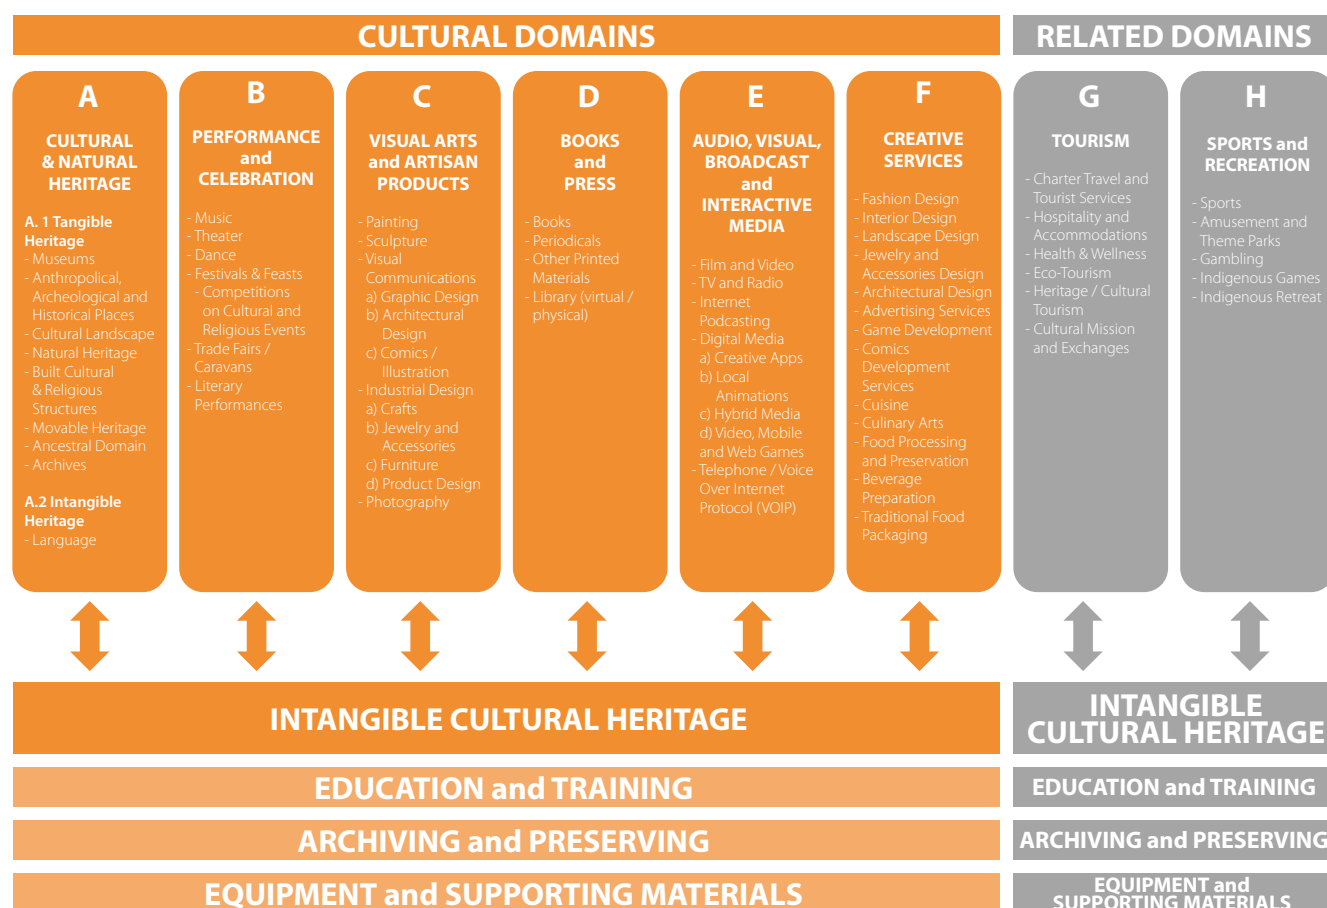 CULTURAL DOMAINS
RELATED DOMAINS
A
CULTURAL
& NATURAL
HERITAGE
A. 1 Tangible
Heritage
- Museums
- Anthropolical,
Archeological and
Historical Places
- Cultural Landscape
- Natural Heritage
- Built Cultural
& Religious
Structures
- Movable Heritage
- Ancestral Domain
- Archives
A.2 Intangible
Heritage
- Language
B
PERFORMANCE
and
CELEBRATION
- Music
- Theater
- Dance
- Festivals & Feasts
- Competitions
on Cultural and
Religious Events
- Trade Fairs /
Caravans
- Literary
Performances
C
VISUAL ARTS
and ARTISAN
PRODUCTS
- Painting
- Sculpture
- Visual
Communications
a) Graphic Design
b) Architectural
Design
c) Comics /
Illustration
- Industrial Design
a) Crafts
b) Jewelry and
Accessories
c) Furniture
d) Product Design
- Photography
D
BOOKS
and
PRESS
- Books
- Periodicals
- Other Printed
Materials
- Library (virtual /
physical)
E
AUDIO, VISUAL,
BROADCAST
and
INTERACTIVE
MEDIA
- Film and Video
- TV and Radio
- Internet
Podcasting
- Digital Media
a) Creative Apps
b) Local
Animations
c) Hybrid Media
d) Video, Mobile
and Web Games
- Telephone / Voice
Over Internet
Protocol (VOIP)
F
CREATIVE
SERVICES
- Fashion Design
- Interior Design
- Landscape Design
- Jewelry and
Accessories Design
- Architectural Design
- Advertising Services
- Game Development
- Comics
Development
Services
- Cuisine
- Culinary Arts
- Food Processing
and Preservation
- Beverage
Preparation
- Traditional Food
Packaging
G
TOURISM
- Charter Travel and
Tourist Services
- Hospitality and
Accommodations
- Health & Wellness
- Eco-Tourism
- Heritage / Cultural
Tourism
- Cultural Mission
and Exchanges
H
SPORTS and
RECREATION
- Sports
- Amusement and
Theme Parks
- Gambling
- Indigenous Games
- Indigenous Retreat
INTANGIBLE CULTURAL HERITAGE
INTANGIBLE
CULTURAL HERITAGE
EDUCATION and TRAINING
EDUCATION and TRAINING
ARCHIVING and PRESERVING
ARCHIVING and PRESERVING
EQUIPMENT and SUPPORTING MATERIALS
EQUIPMENT and
SUPPORTING MATERIALS